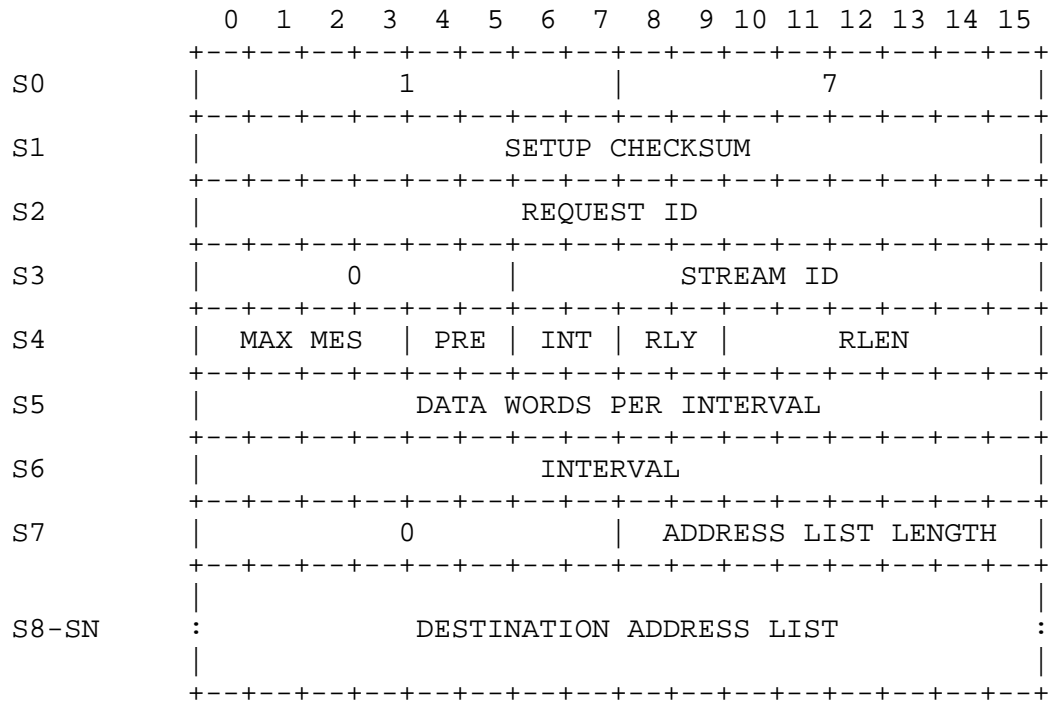 0 1 2 3 4 5 6 7 8 9 10 11 12 13 14 15
+--+--+--+--+--+--+--+--+--+--+--+--+--+--+--+--+
S0 | 1 | 7 |
+--+--+--+--+--+--+--+--+--+--+--+--+--+--+--+--+
S1 | SETUP CHECKSUM |
+--+--+--+--+--+--+--+--+--+--+--+--+--+--+--+--+
S2 | REQUEST ID |
+--+--+--+--+--+--+--+--+--+--+--+--+--+--+--+--+
S3 | 0 | STREAM ID |
+--+--+--+--+--+--+--+--+--+--+--+--+--+--+--+--+
S4 | MAX MES | PRE | INT | RLY | RLEN |
+--+--+--+--+--+--+--+--+--+--+--+--+--+--+--+--+
S5 | DATA WORDS PER INTERVAL |
+--+--+--+--+--+--+--+--+--+--+--+--+--+--+--+--+
S6 | INTERVAL |
+--+--+--+--+--+--+--+--+--+--+--+--+--+--+--+--+
S7 | 0 | ADDRESS LIST LENGTH |
+--+--+--+--+--+--+--+--+--+--+--+--+--+--+--+--+
| |
S8-SN : DESTINATION ADDRESS LIST :
| |
+--+--+--+--+--+--+--+--+--+--+--+--+--+--+--+--+